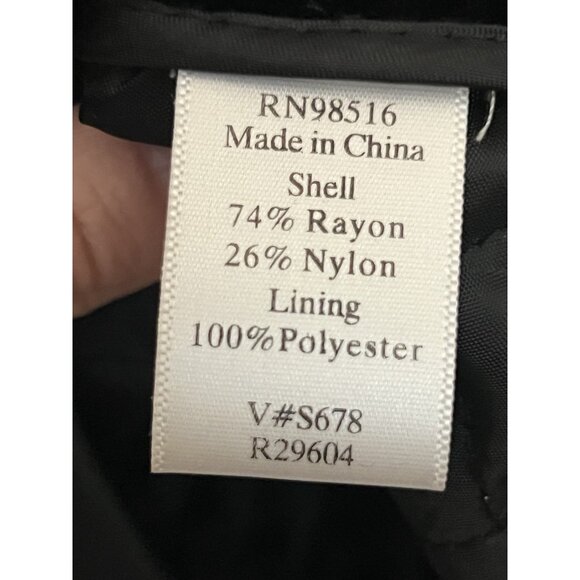 RN98516
Made in China
Shell
74% Rayon
26% Nylon
Lining
100%Polyester
V#S678
R29604